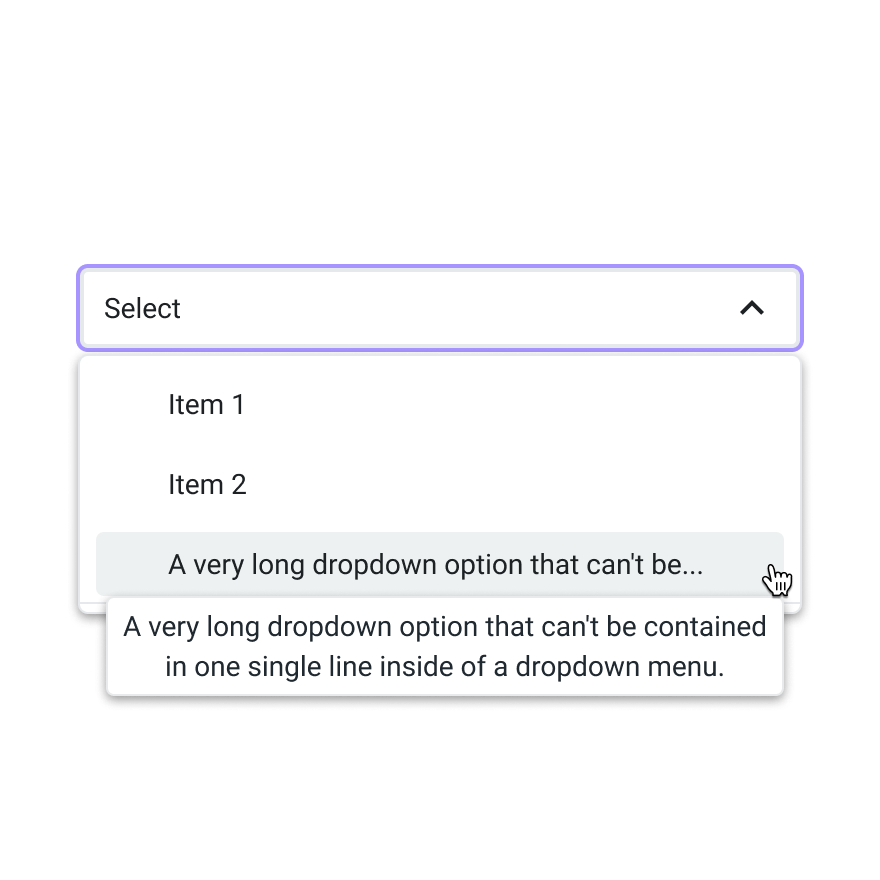 Select
Item 1
Item 2
A very long dropdown option that can't be...
A very long dropdown option that can't be contained
in one single line inside of a dropdown menu.